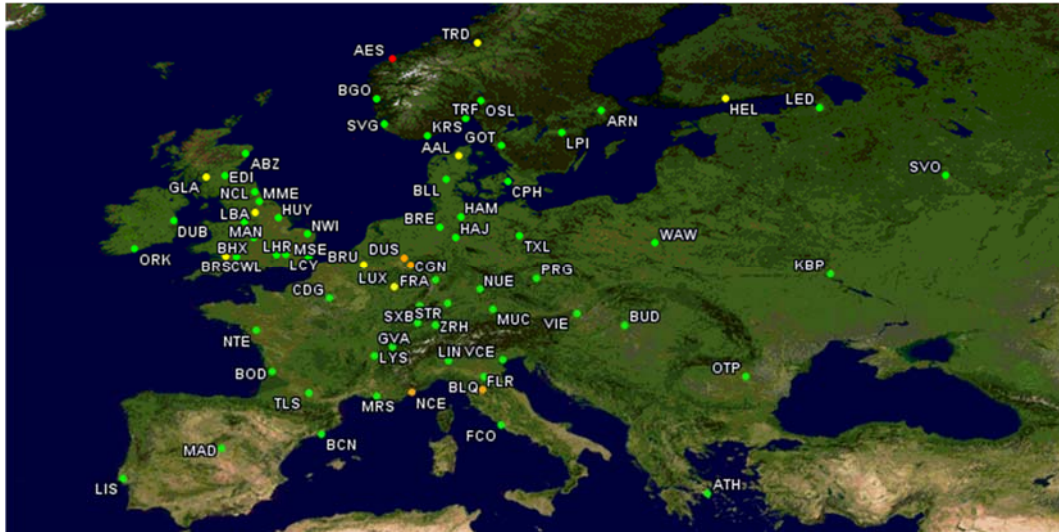 TRD
AES
BGO
TRF OSL
HEL
LED
SVG
KRS
ARN
GOT
LPI
AAL
ABZ
SVO
EDI
GLA
NCL MME
BLL
CPH
LBA
HUY
HAM
DUB
MAN
NWI
BRE
HAJ
BHX
LHR MSE
BRU
DUS
TXL
WAW
ORK
BRSCWL
LCY
CGN
LUX FRA
PRG
KBP
CDG
NUE
SXB STR
MUC
VIE
BUD
NTE
GVA
ZRH
LYS
LIN VCE
BOD
BLQ FLR
OTP
TLS
MRS
NCE
FCO
BCN
MAD
LIS
ATH